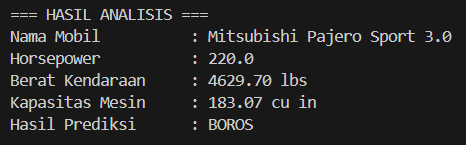 === HASIL ANALISIS ===
Nama Mobil : Mitsubishi Pajero Sport 3.0
Horsepower : 220.0
Berat Kendaraan : 4629.70 lbs
Kapasitas Mesin : 183.07 cu in
Hasil Prediksi : BOROS